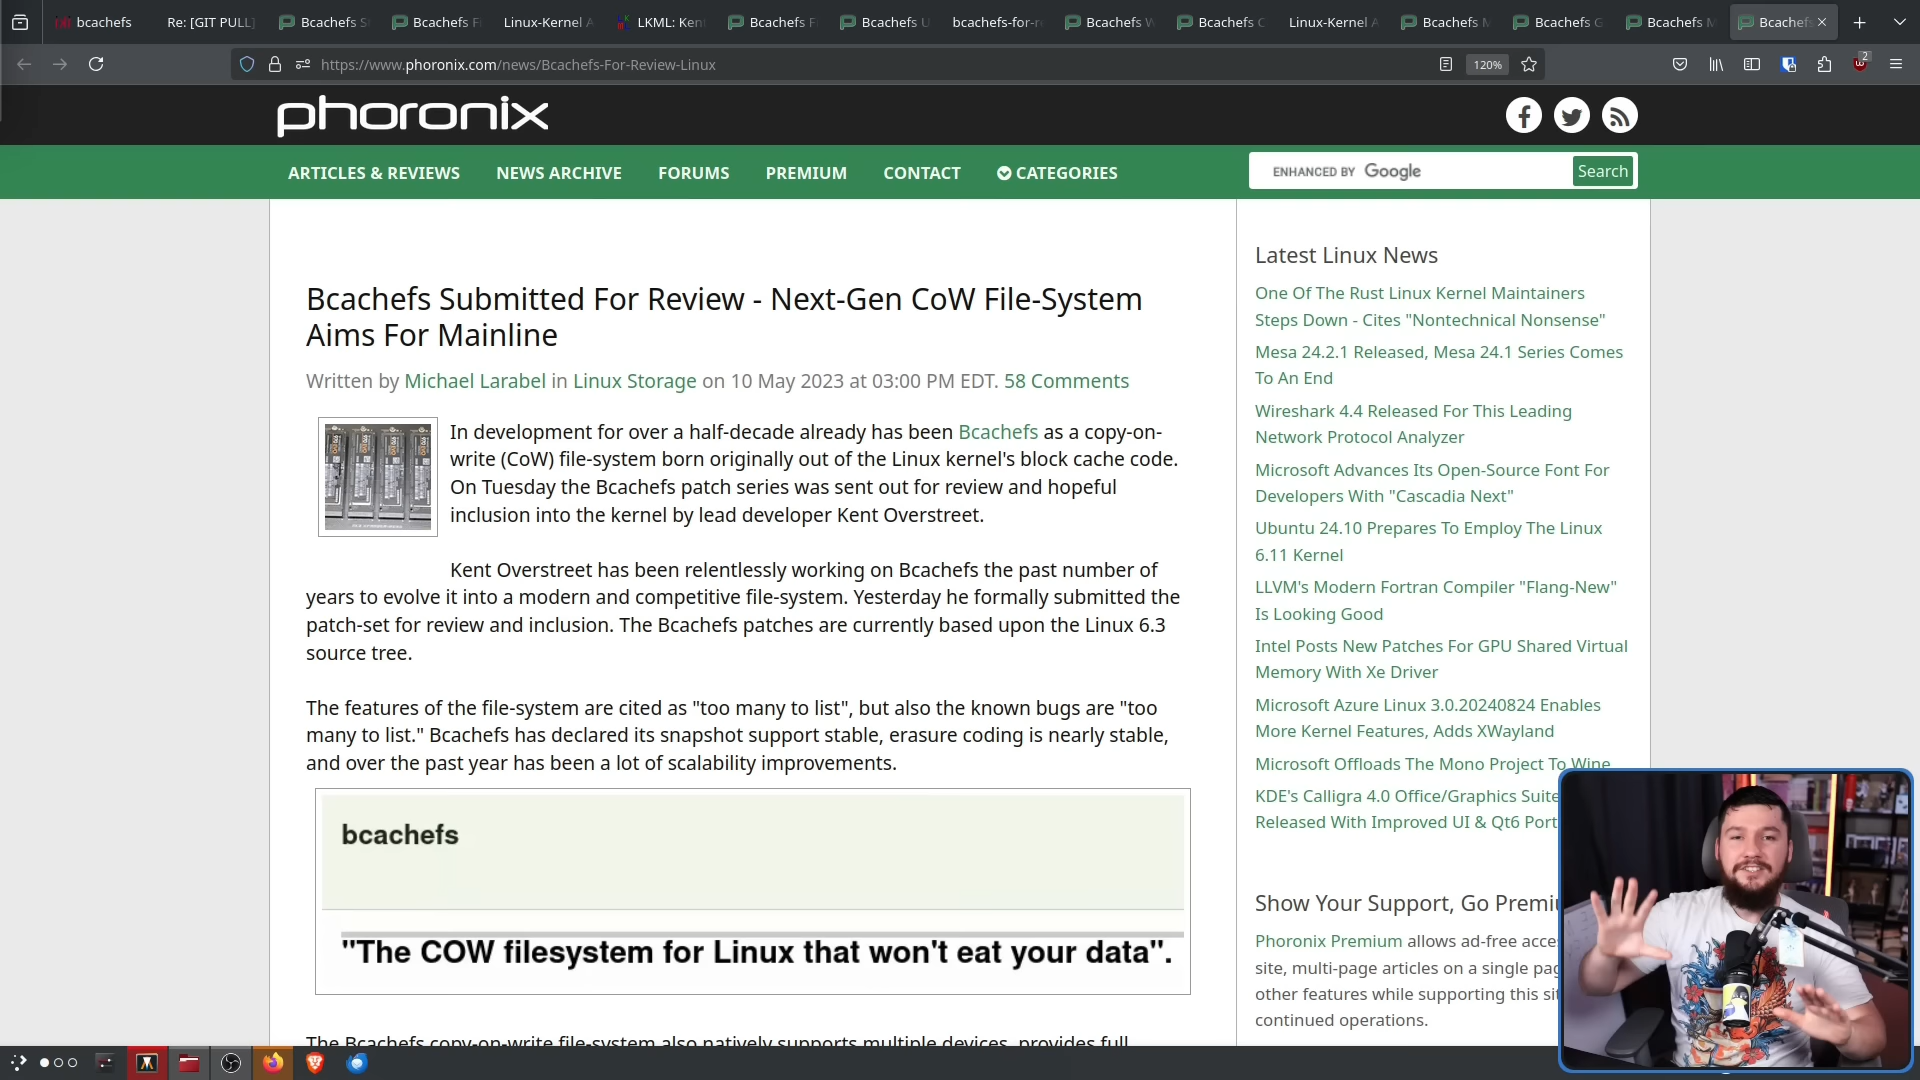 bcachefs
Re: [GIT PULL]
Bcachefs S
Bcachefs F
Linux-Kernel A
LKML: Kent
Bcachefs F
Bcachefs U
bcachefs-for-r
Bcachefs W
Bcachefs C
Linux-Kernel A
Bcachefs M
Bcachefs G
Bcachefs M
Bcachefs
https://www.phoronix.com/news/Bcachefs-For-Review-Linux
120%
2
phoronix
ARTICLES & REVIEWS
NEWS ARCHIVE
FORUMS
PREMIUM
CONTACT
CATEGORIES
ENHANCED BY Google
Search
Bcachefs Submitted For Review - Next-Gen CoW File-System
Aims For Mainline
Written by Michael Larabel in Linux Storage on 10 May 2023 at 03:00 PM EDT. 58 Comments
In development for over a half-decade already has been Bcachefs as a copy-on-
write (CoW) file-system born originally out of the Linux kernel's block cache code.
On Tuesday the Bcachefs patch series was sent out for review and hopeful
inclusion into the kernel by lead developer Kent Overstreet.
Kent Overstreet has been relentlessly working on Bcachefs the past number of
years to evolve it into a modern and competitive file-system. Yesterday he formally submitted the
patch-set for review and inclusion. The Bcachefs patches are currently based upon the Linux 6.3
source tree.
The features of the file-system are cited as "too many to list", but also the known bugs are "too
many to list." Bcachefs has declared its snapshot support stable, erasure coding is nearly stable,
and over the past year has been a lot of scalability improvements.
bcachefs
"The COW filesystem for Linux that won't eat your data".
The Bcachefs copy-on-write file-system also natively supports multiple devices, provides full
Latest Linux News
One Of The Rust Linux Kernel Maintainers
Steps Down - Cites "Nontechnical Nonsense"
Mesa 24.2.1 Released, Mesa 24.1 Series Comes
To An End
Wireshark 4.4 Released For This Leading
Network Protocol Analyzer
Microsoft Advances Its Open-Source Font For
Developers With "Cascadia Next"
Ubuntu 24.10 Prepares To Employ The Linux
6.11 Kernel
LLVM's Modern Fortran Compiler "Flang-New"
Is Looking Good
Intel Posts New Patches For GPU Shared Virtual
Memory With Xe Driver
Microsoft Azure Linux 3.0.20240824 Enables
More Kernel Features, Adds XWayland
Microsoft Offloads The Mono Project To Wine
KDE's Calligra 4.0 Office/Graphics Suite
Released With Improved UI & Qt6 Port
Show Your Support, Go Premiu
Phoronix Premium allows ad-free acce
site, multi-page articles on a single pag
other features while supporting this sit
continued operations.